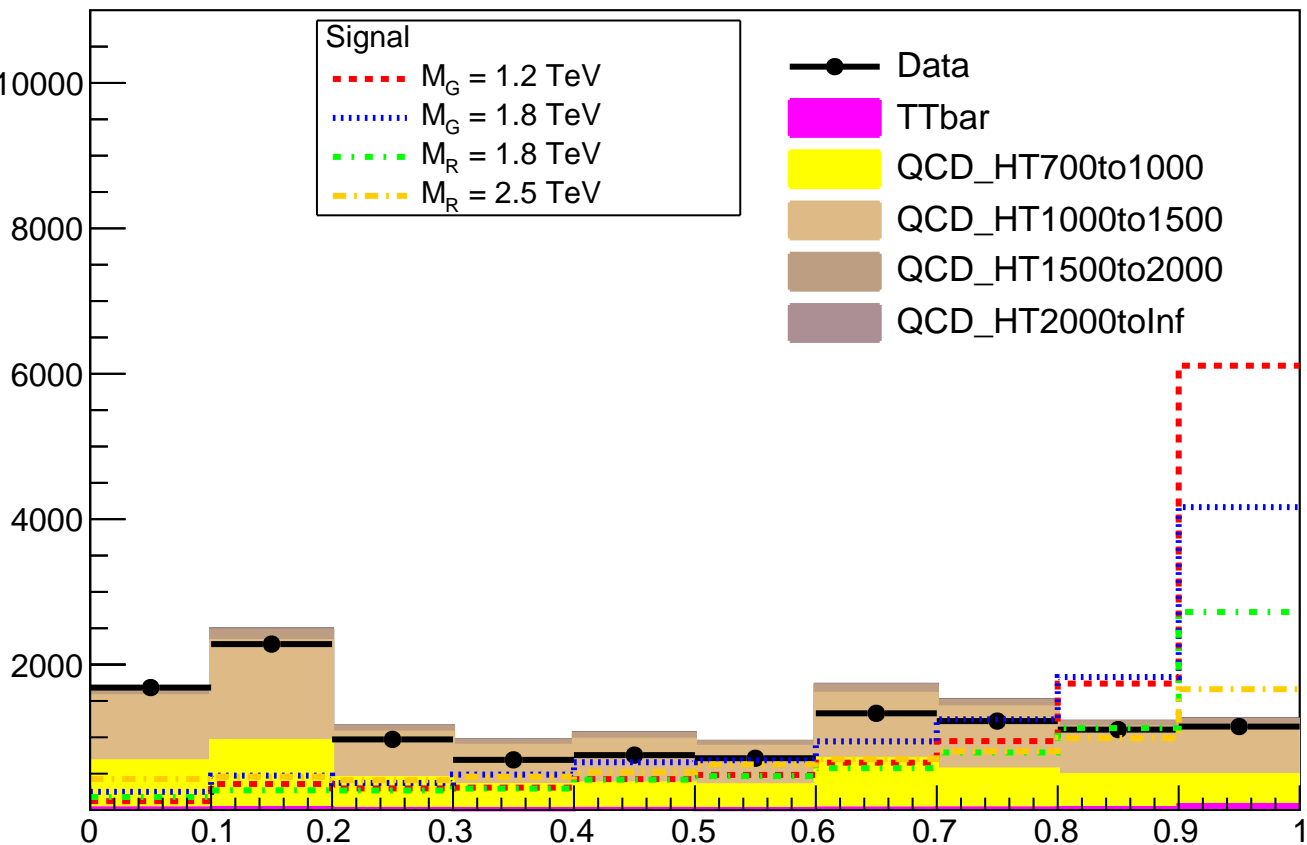 Signal
M_G = 1.2 TeV
M_G = 1.8 TeV
M_R = 1.8 TeV
M_R = 2.5 TeV
Data
TTbar
QCD_HT700to1000
QCD_HT1000to1500
QCD_HT1500to2000
QCD_HT2000toInf
10000
8000
6000
4000
2000
0 0.1 0.2 0.3 0.4 0.5 0.6 0.7 0.8 0.9 1